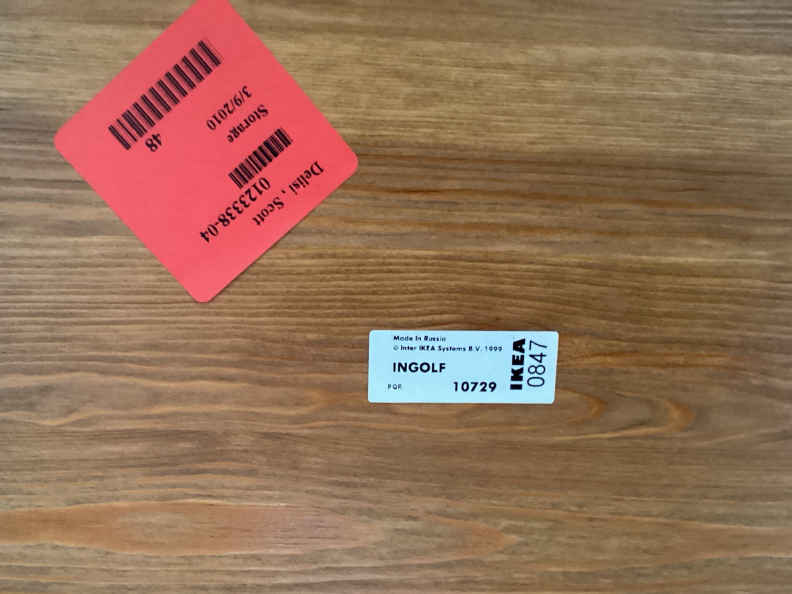 48
3/9/2010
Storage
0123338-04
Delisi, Scott
Made In Russia
© Inter IKEA Systems B.V. 1999
INGOLF
PQR 10729
IKEA
0847